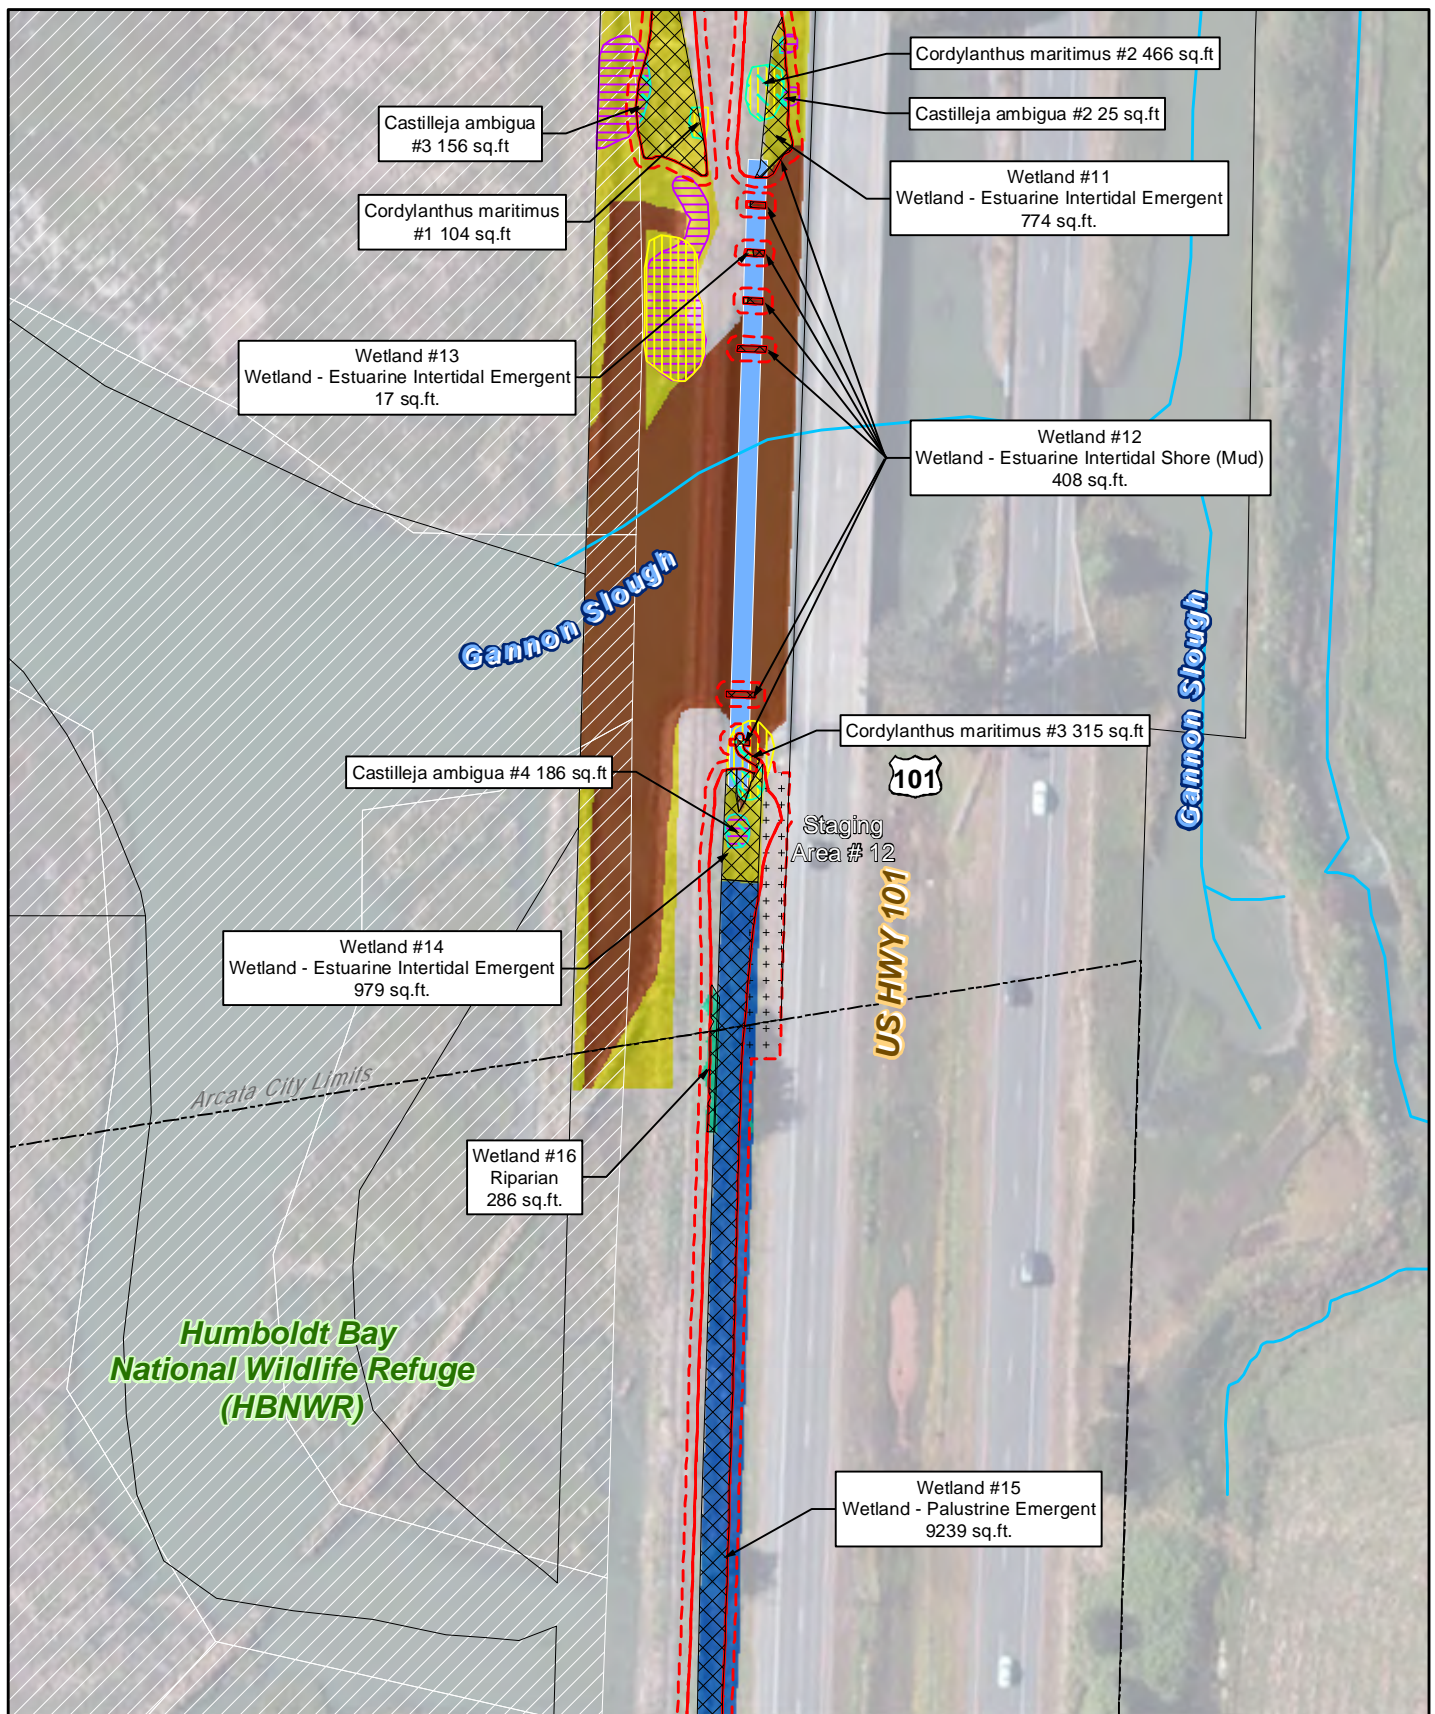 Cordylanthus maritimus #2 466 sq.ft
Castilleja ambigua #2 25 sq.ft
Castilleja ambigua
#3 156 sq.ft
Wetland #11
Wetland - Estuarine Intertidal Emergent
774 sq.ft.
Cordylanthus maritimus
#1 104 sq.ft
Wetland #13
Wetland - Estuarine Intertidal Emergent
17 sq.ft.
Wetland #12
Wetland - Estuarine Intertidal Shore (Mud)
408 sq.ft.
Gannon Slough
Gannon Slough
Cordylanthus maritimus #3 315 sq.ft
Castilleja ambigua #4 186 sq.ft
101
Staging
Area # 12
US HWY 101
Wetland #14
Wetland - Estuarine Intertidal Emergent
979 sq.ft.
Arcata City Limits
Wetland #16
Riparian
286 sq.ft.
Humboldt Bay
National Wildlife Refuge
(HBNWR)
Wetland #15
Wetland - Palustrine Emergent
9239 sq.ft.